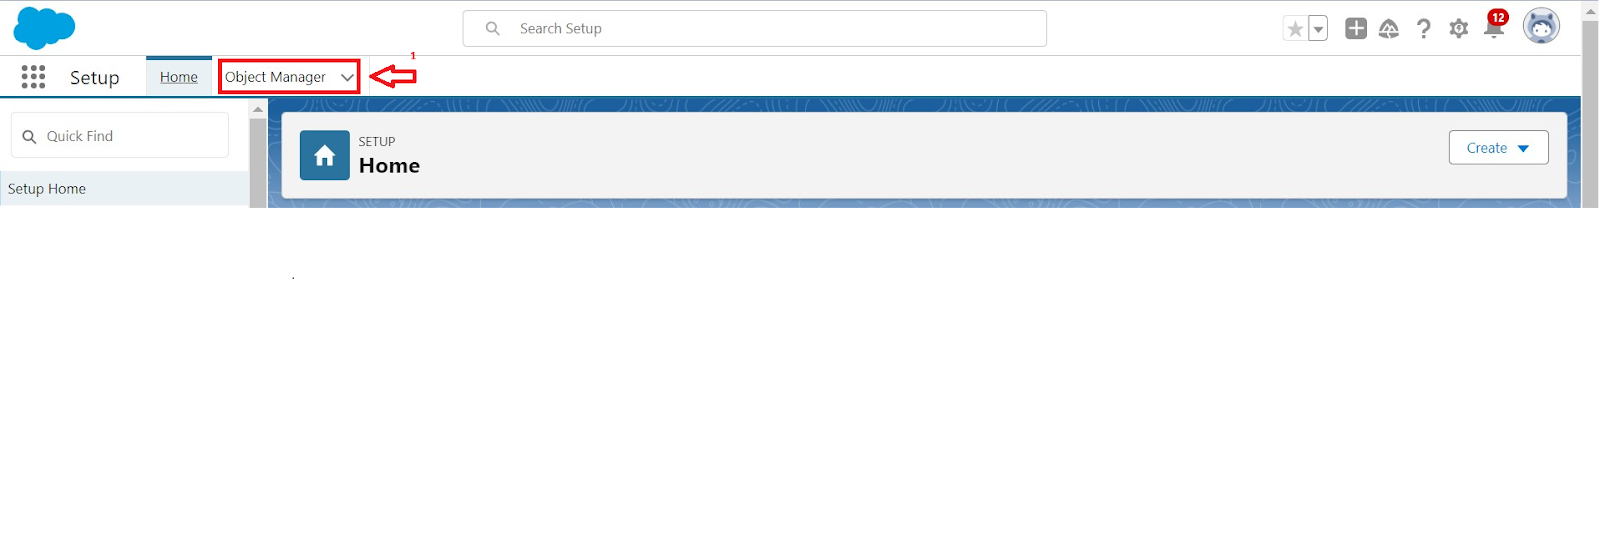 Search Setup
12
1
Setup
Home
Object Manager
Quick Find
SETUP
Home
Create
Setup Home